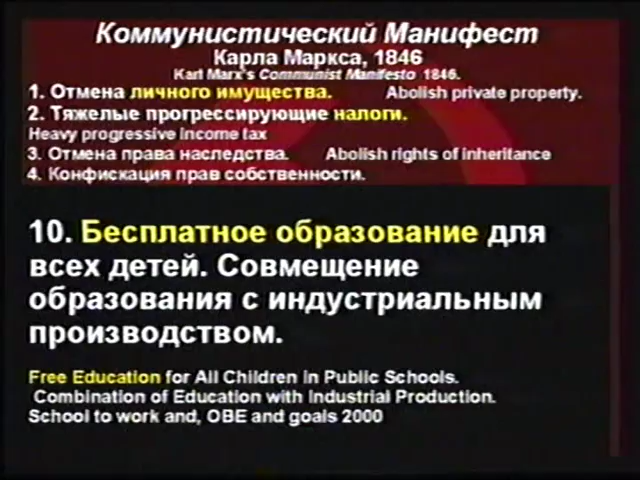 Коммунистический Манифест
Карла Маркса, 1846
Karl Marx's Communist Manifesto 1846.
1. Отмена личного имущества. Abolish private property.
2. Тяжелые прогрессирующие налоги.
Heavy progressive income tax
3. Отмена права наследства. Abolish rights of inheritance
4. Конфискация прав собственности.
10. Бесплатное образование для
всех детей. Совмещение
образования с индустриальным
производством.
Free Education for All Children in Public Schools.
Combination of Education with Industrial Production.
School to work and, OBE and goals 2000